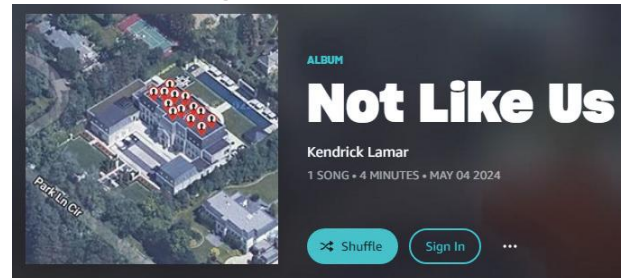 Park Ln Cir
ALBUM
Not Like Us
Kendrick Lamar
1 SONG • 4 MINUTES • MAY 04 2024
Shuffle
Sign In